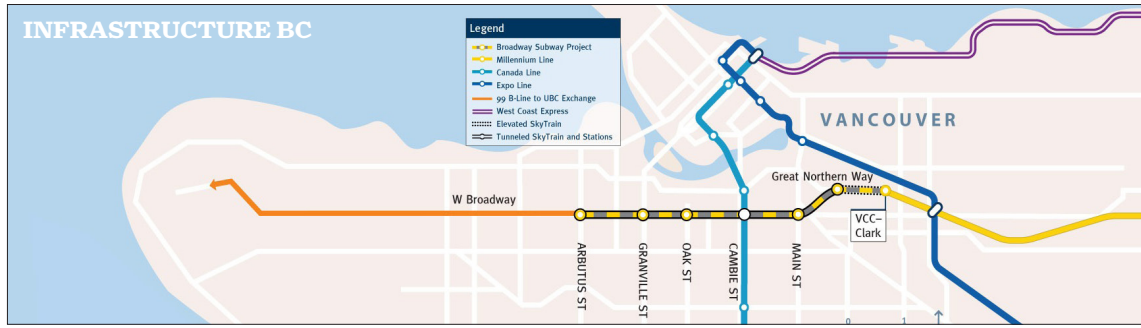 INFRASTRUCTURE BC
Legend
Broadway Subway Project
Millennium Line
Canada Line
Expo Line
99 B-Line to UBC Exchange
West Coast Express
Elevated SkyTrain
Tunneled SkyTrain and Stations
VANCOUVER
Great Northern Way
W Broadway
VCC–
Clark
ARBUTUS ST
GRANVILLE ST
OAK ST
CAMBIE ST
MAIN ST
0
1